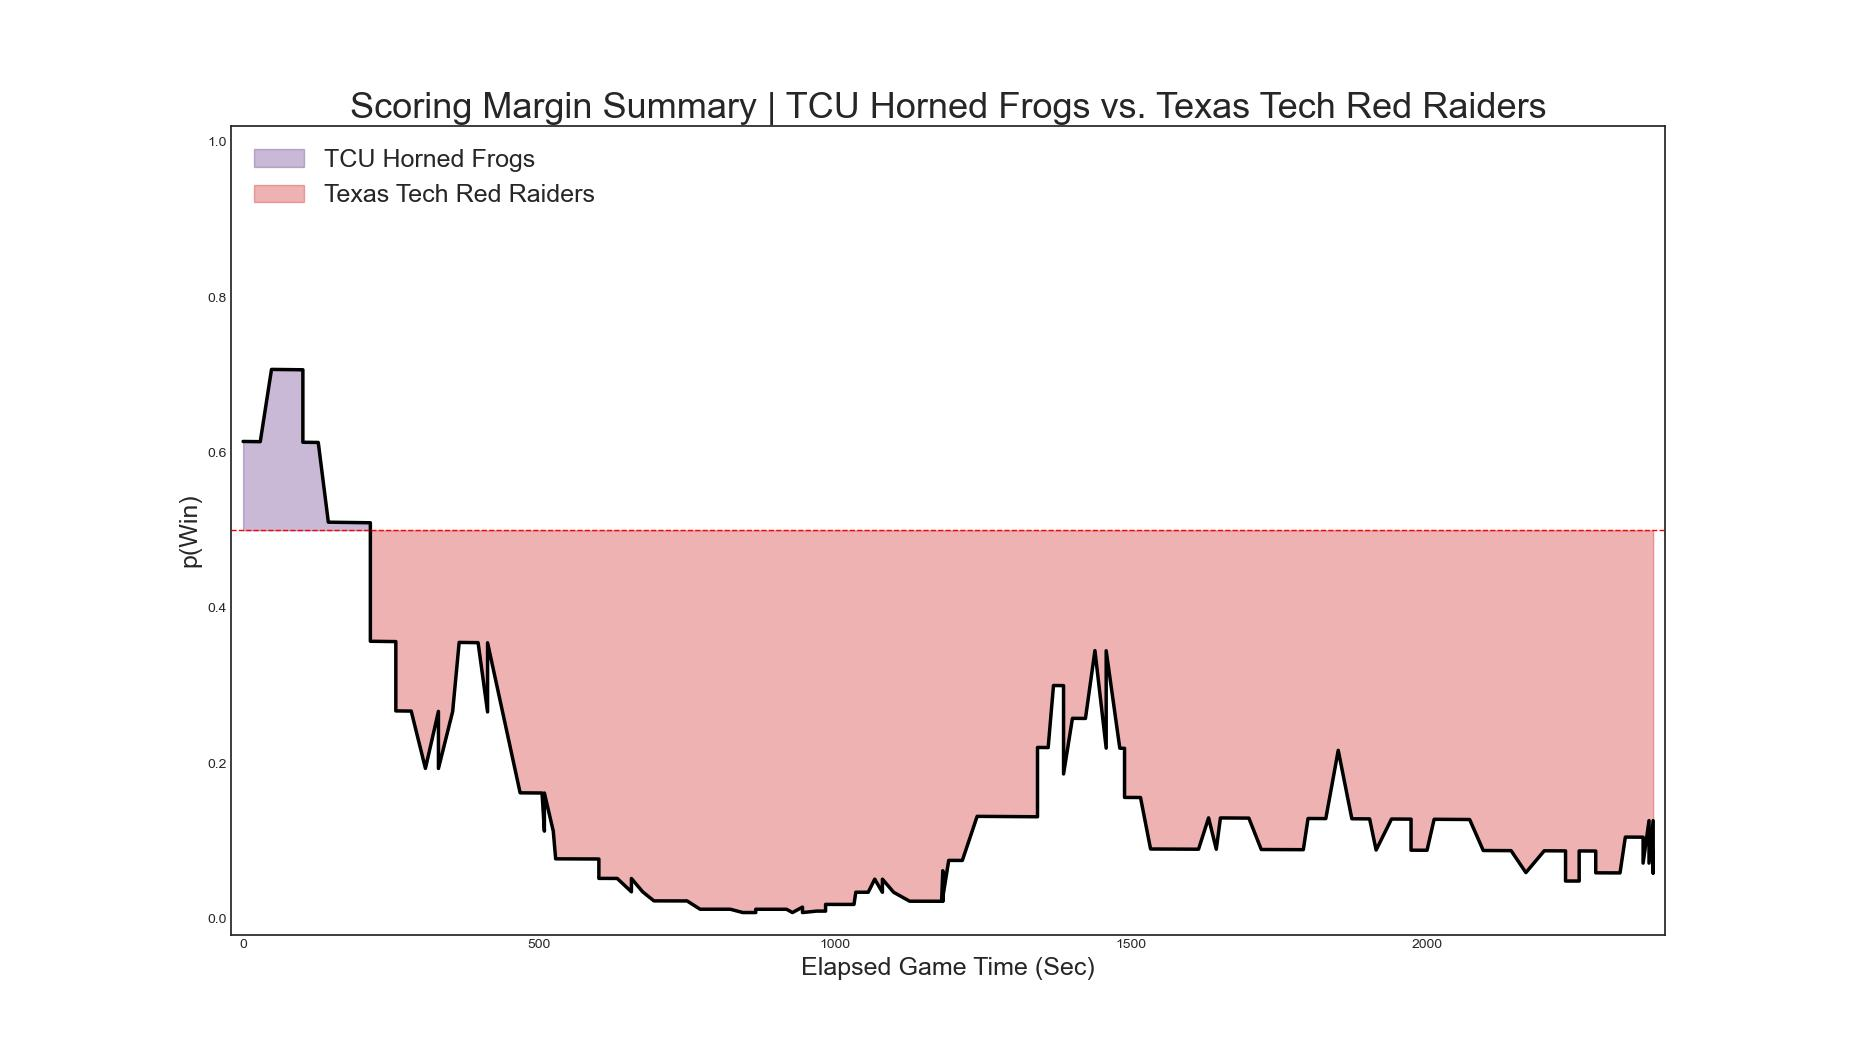 Scoring Margin Summary | TCU Horned Frogs vs. Texas Tech Red Raiders
TCU Horned Frogs
Texas Tech Red Raiders
1.0
0.8
0.6
0.4
0.2
0.0
p(Win)
0 500 1000 1500 2000
Elapsed Game Time (Sec)